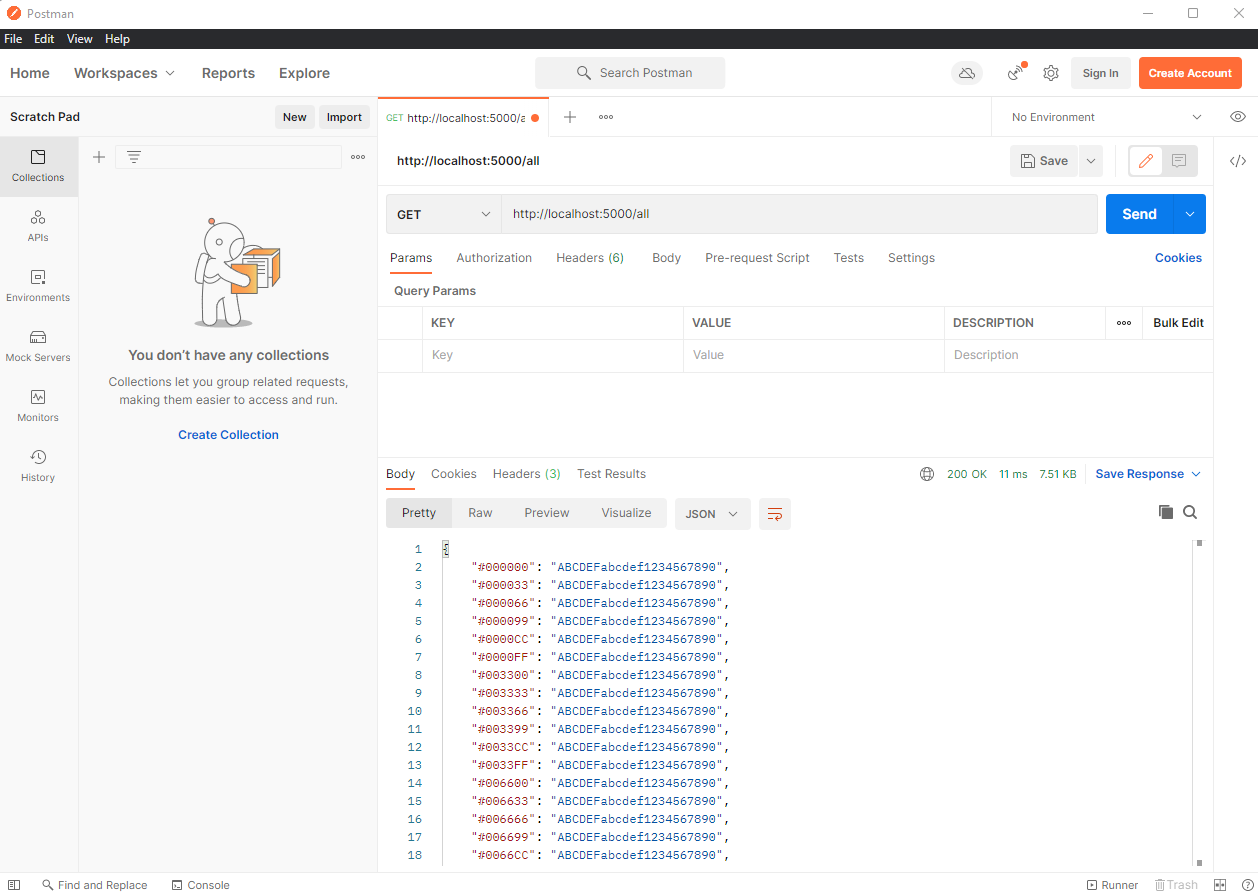 Postman
File Edit View Help
Home Workspaces Reports Explore Search Postman Sign In Create Account
Scratch Pad New Import
GET http://localhost:5000/a
No Environment
Collections
APIs
Environments
Mock Servers
Monitors
History
You don't have any collections
Collections let you group related requests,
making them easier to access and run.
Create Collection
http://localhost:5000/all Save
GET http://localhost:5000/all Send
Params Authorization Headers (6) Body Pre-request Script Tests Settings Cookies
Query Params
KEY VALUE DESCRIPTION Bulk Edit
Key Value Description
Body Cookies Headers (3) Test Results 200 OK 11 ms 7.51 KB Save Response
Pretty Raw Preview Visualize JSON
1 {
2 "#000000": "ABCDEFabcdef1234567890",
3 "#000033": "ABCDEFabcdef1234567890",
4 "#000066": "ABCDEFabcdef1234567890",
5 "#000099": "ABCDEFabcdef1234567890",
6 "#0000CC": "ABCDEFabcdef1234567890",
7 "#0000FF": "ABCDEFabcdef1234567890",
8 "#003300": "ABCDEFabcdef1234567890",
9 "#003333": "ABCDEFabcdef1234567890",
10 "#003366": "ABCDEFabcdef1234567890",
11 "#003399": "ABCDEFabcdef1234567890",
12 "#0033CC": "ABCDEFabcdef1234567890",
13 "#0033FF": "ABCDEFabcdef1234567890",
14 "#006600": "ABCDEFabcdef1234567890",
15 "#006633": "ABCDEFabcdef1234567890",
16 "#006666": "ABCDEFabcdef1234567890",
17 "#006699": "ABCDEFabcdef1234567890",
18 "#0066CC": "ABCDEFabcdef1234567890",
Find and Replace Console Runner Trash